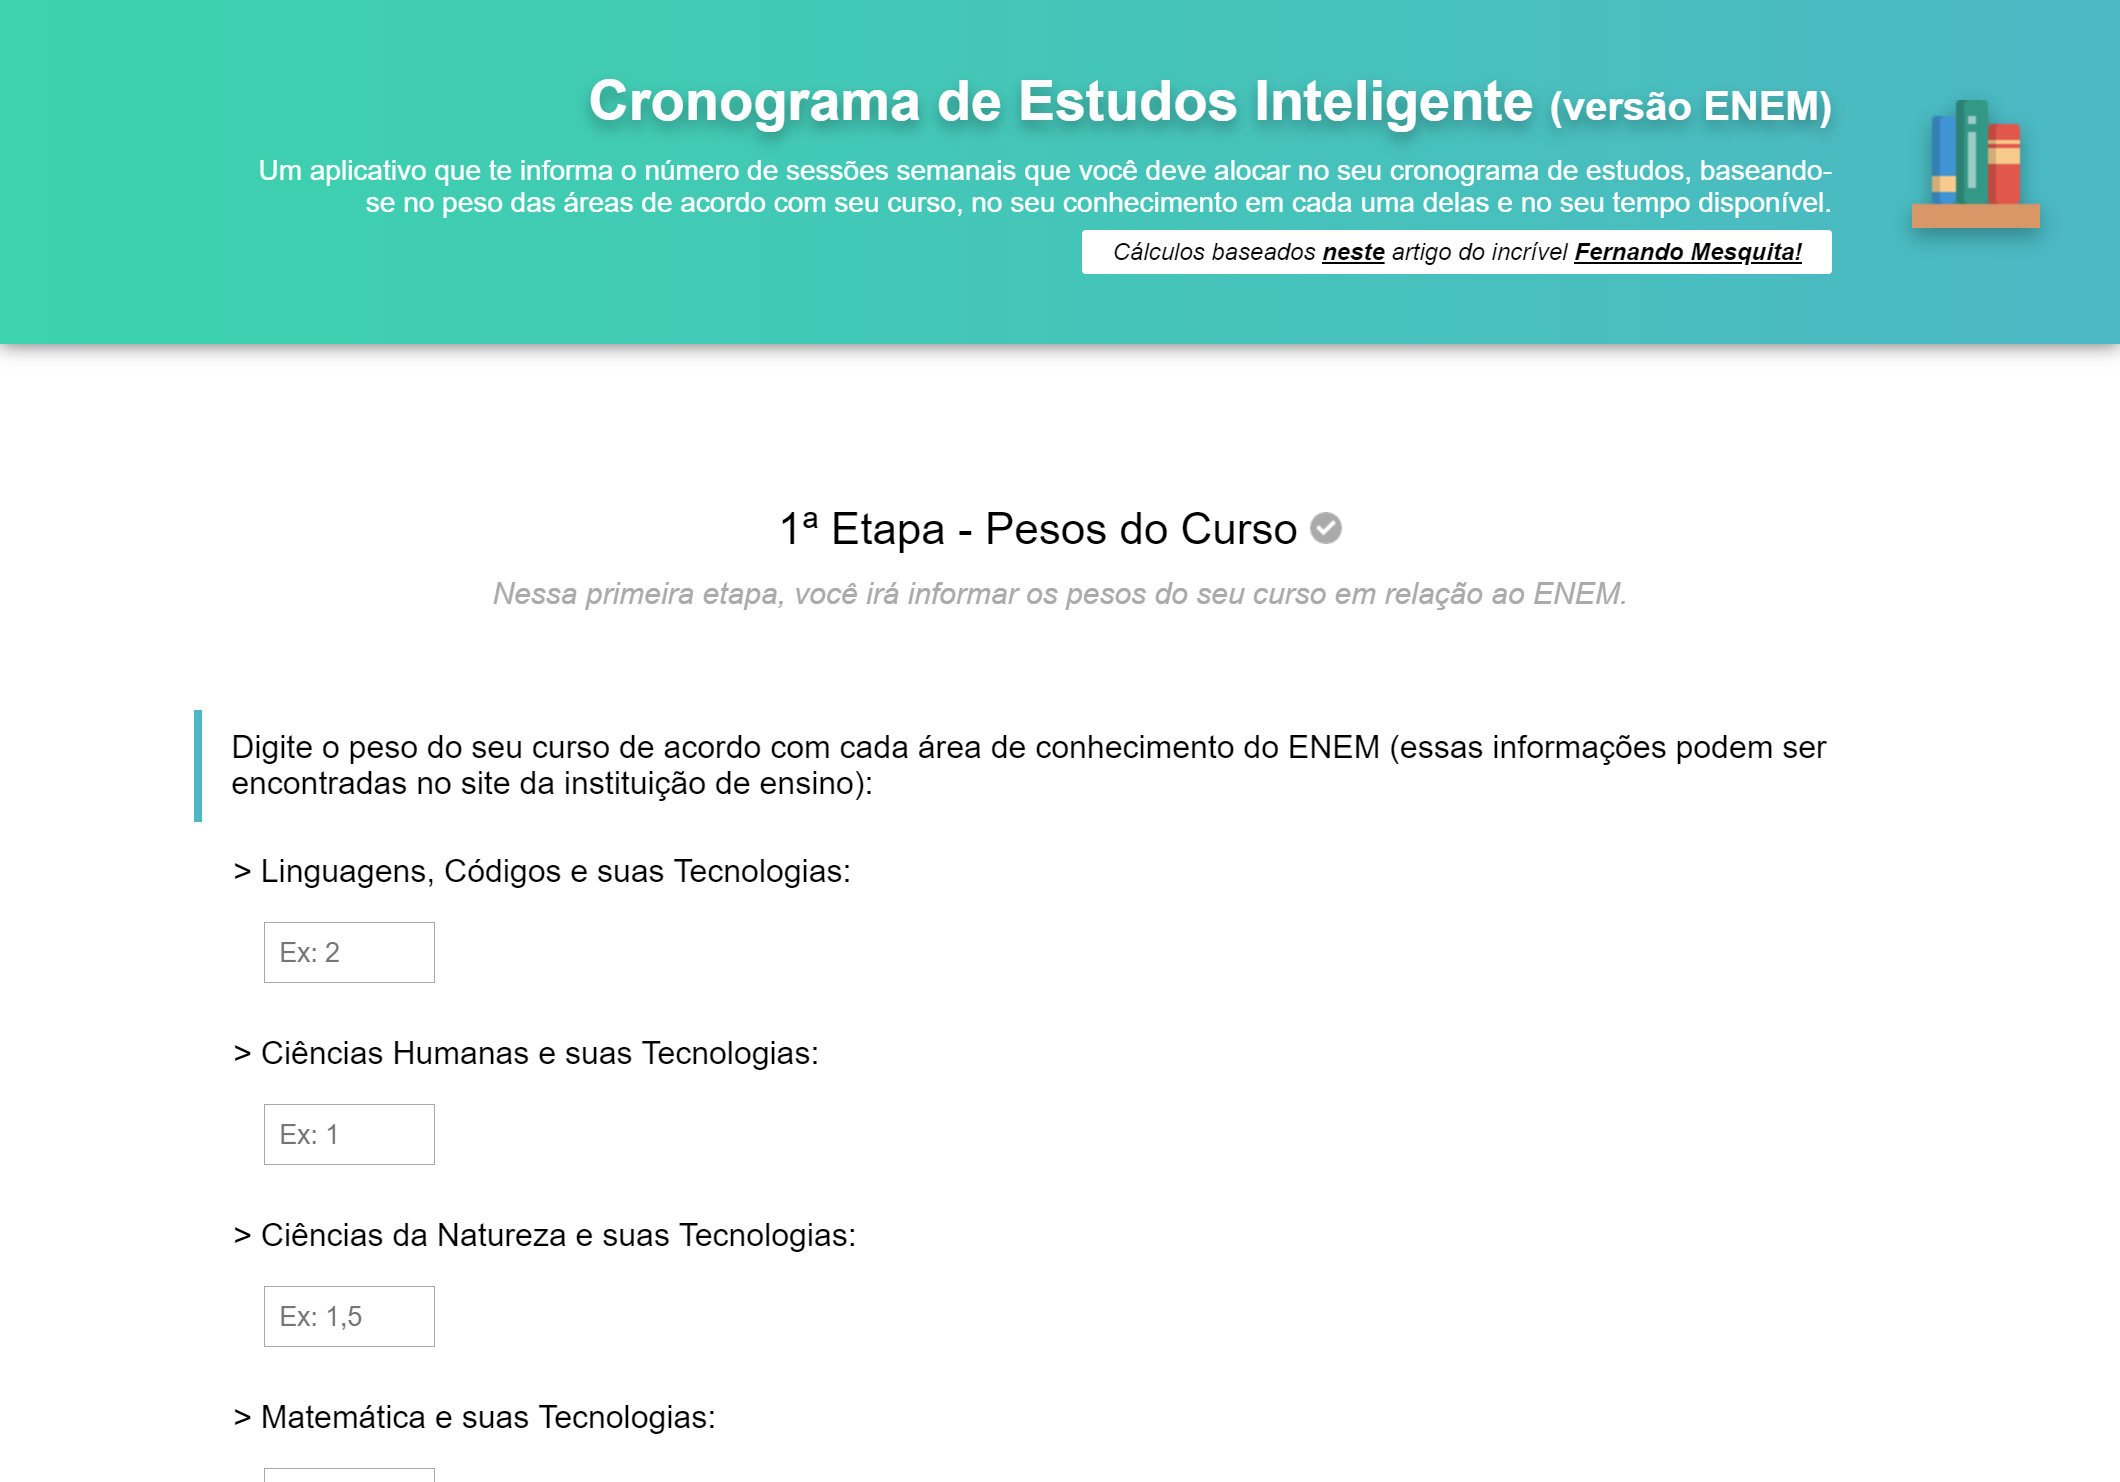 Cronograma de Estudos Inteligente (versão ENEM)
Um aplicativo que te informa o número de sessões semanais que você deve alocar no seu cronograma de estudos, baseando-
se no peso das áreas de acordo com seu curso, no seu conhecimento em cada uma delas e no seu tempo disponível.
Cálculos baseados neste artigo do incrível Fernando Mesquita!
1ª Etapa - Pesos do Curso
Nessa primeira etapa, você irá informar os pesos do seu curso em relação ao ENEM.
Digite o peso do seu curso de acordo com cada área de conhecimento do ENEM (essas informações podem ser
encontradas no site da instituição de ensino):
> Linguagens, Códigos e suas Tecnologias:
Ex: 2
> Ciências Humanas e suas Tecnologias:
Ex: 1
> Ciências da Natureza e suas Tecnologias:
Ex: 1,5
> Matemática e suas Tecnologias: